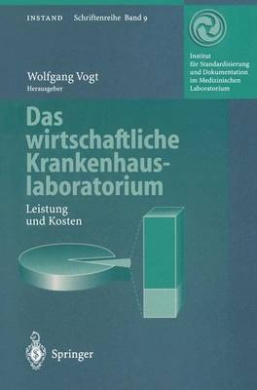 INSTAND Schriftenreihe Band 9
Wolfgang Vogt
Herausgeber
Institut
für Standardisierung
und Dokumentation
im Medizinischen
Laboratorium
Das
wirtschaftliche
Krankenhaus-
laboratorium
Leistung
und Kosten
Springer